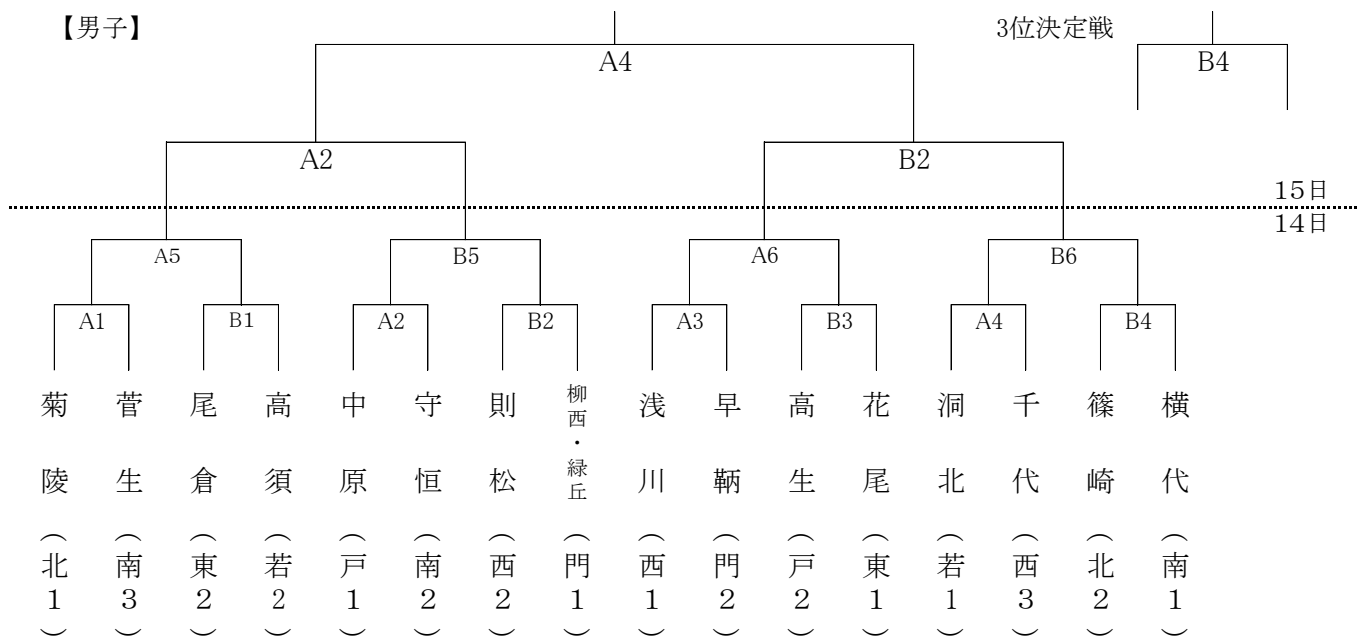 【男子】
3位決定戦
A4
B4
A2
B2
15日
14日
A5
B5
A6
B6
A1
B1
A2
B2
A3
B3
A4
B4
菊陵（北1）
菅生（南3）
尾倉（東2）
高須（若2）
中原（戸1）
守恒（南2）
則松（西2）
柳西・緑丘（門1）
浅川（西1）
早鞆（門2）
高生（戸2）
花尾（東1）
洞北（若1）
千代（西3）
篠崎（北2）
横代（南1）